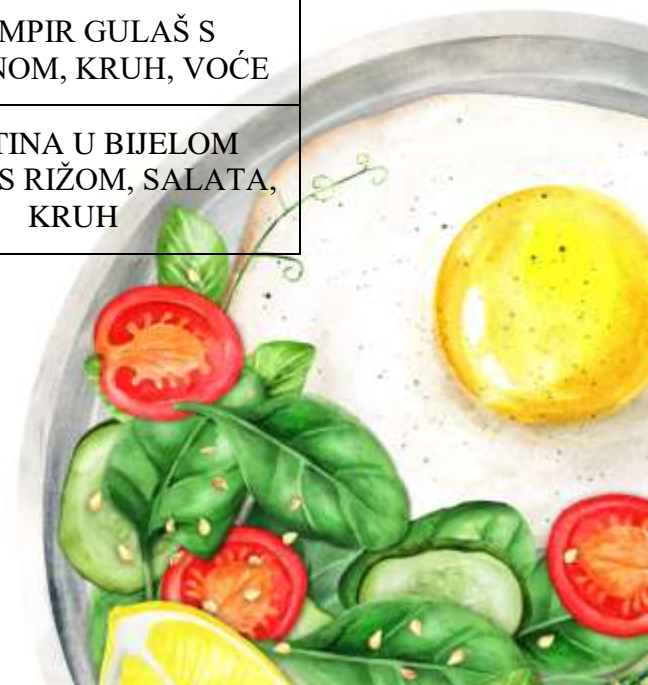 MPIR GULAŠ S
NOM, KRUH, VOĆE
TINA U BIJELOM
S RIŽOM, SALATA,
KRUH